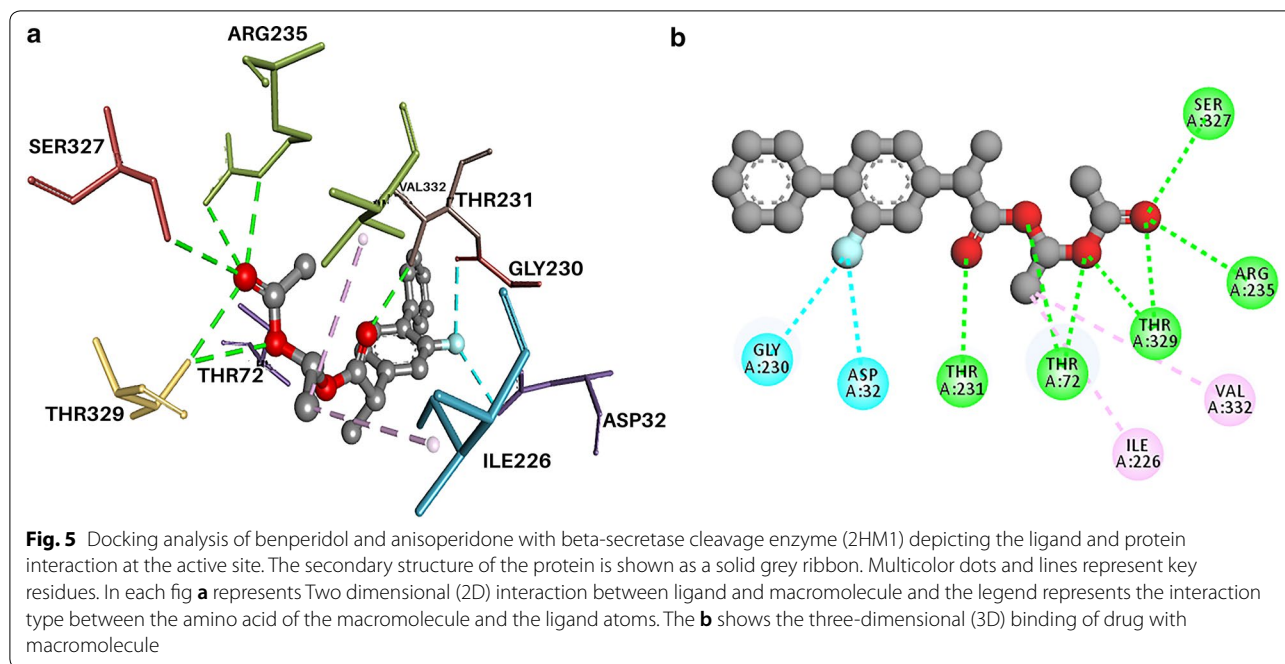 a
b
ARG235
SER327
VAL332
THR231
GLY230
THR72
THR329
ASP32
ILE226
SER
A:327
ARG
A:235
GLY
A:230
ASP
A:32
THR
A:231
THR
A:72
THR
A:329
VAL
A:332
ILE
A:226
Fig. 5 Docking analysis of benperidol and anisoperidone with beta-secretase cleavage enzyme (2HM1) depicting the ligand and protein
interaction at the active site. The secondary structure of the protein is shown as a solid grey ribbon. Multicolor dots and lines represent key
residues. In each fig a represents Two dimensional (2D) interaction between ligand and macromolecule and the legend represents the interaction
type between the amino acid of the macromolecule and the ligand atoms. The b shows the three-dimensional (3D) binding of drug with
macromolecule